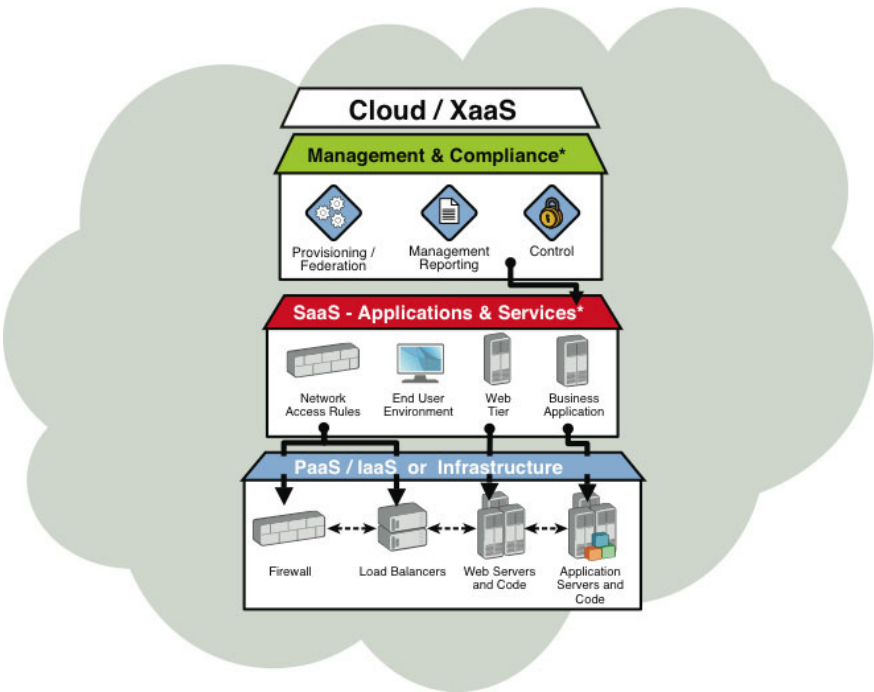 Cloud / XaaS
Management & Compliance*
Provisioning /
Federation
Management
Reporting
Control
SaaS - Applications & Services*
Network
Access Rules
End User
Environment
Web
Tier
Business
Application
PaaS / IaaS or Infrastructure
Firewall
Load Balancers
Web Servers
and Code
Application
Servers and
Code